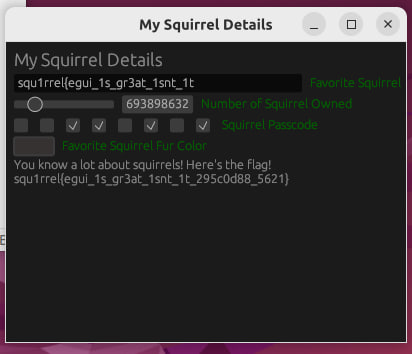 My Squirrel Details
My Squirrel Details
squ1rrel{egui_1s_gr3at_1snt_1t Favorite Squirrel
693898632 Number of Squirrel Owned
Squirrel Passcode
Favorite Squirrel Fur Color
You know a lot about squirrels! Here's the flag!
squ1rrel{egui_1s_gr3at_1snt_1t_295c0d88_5621}